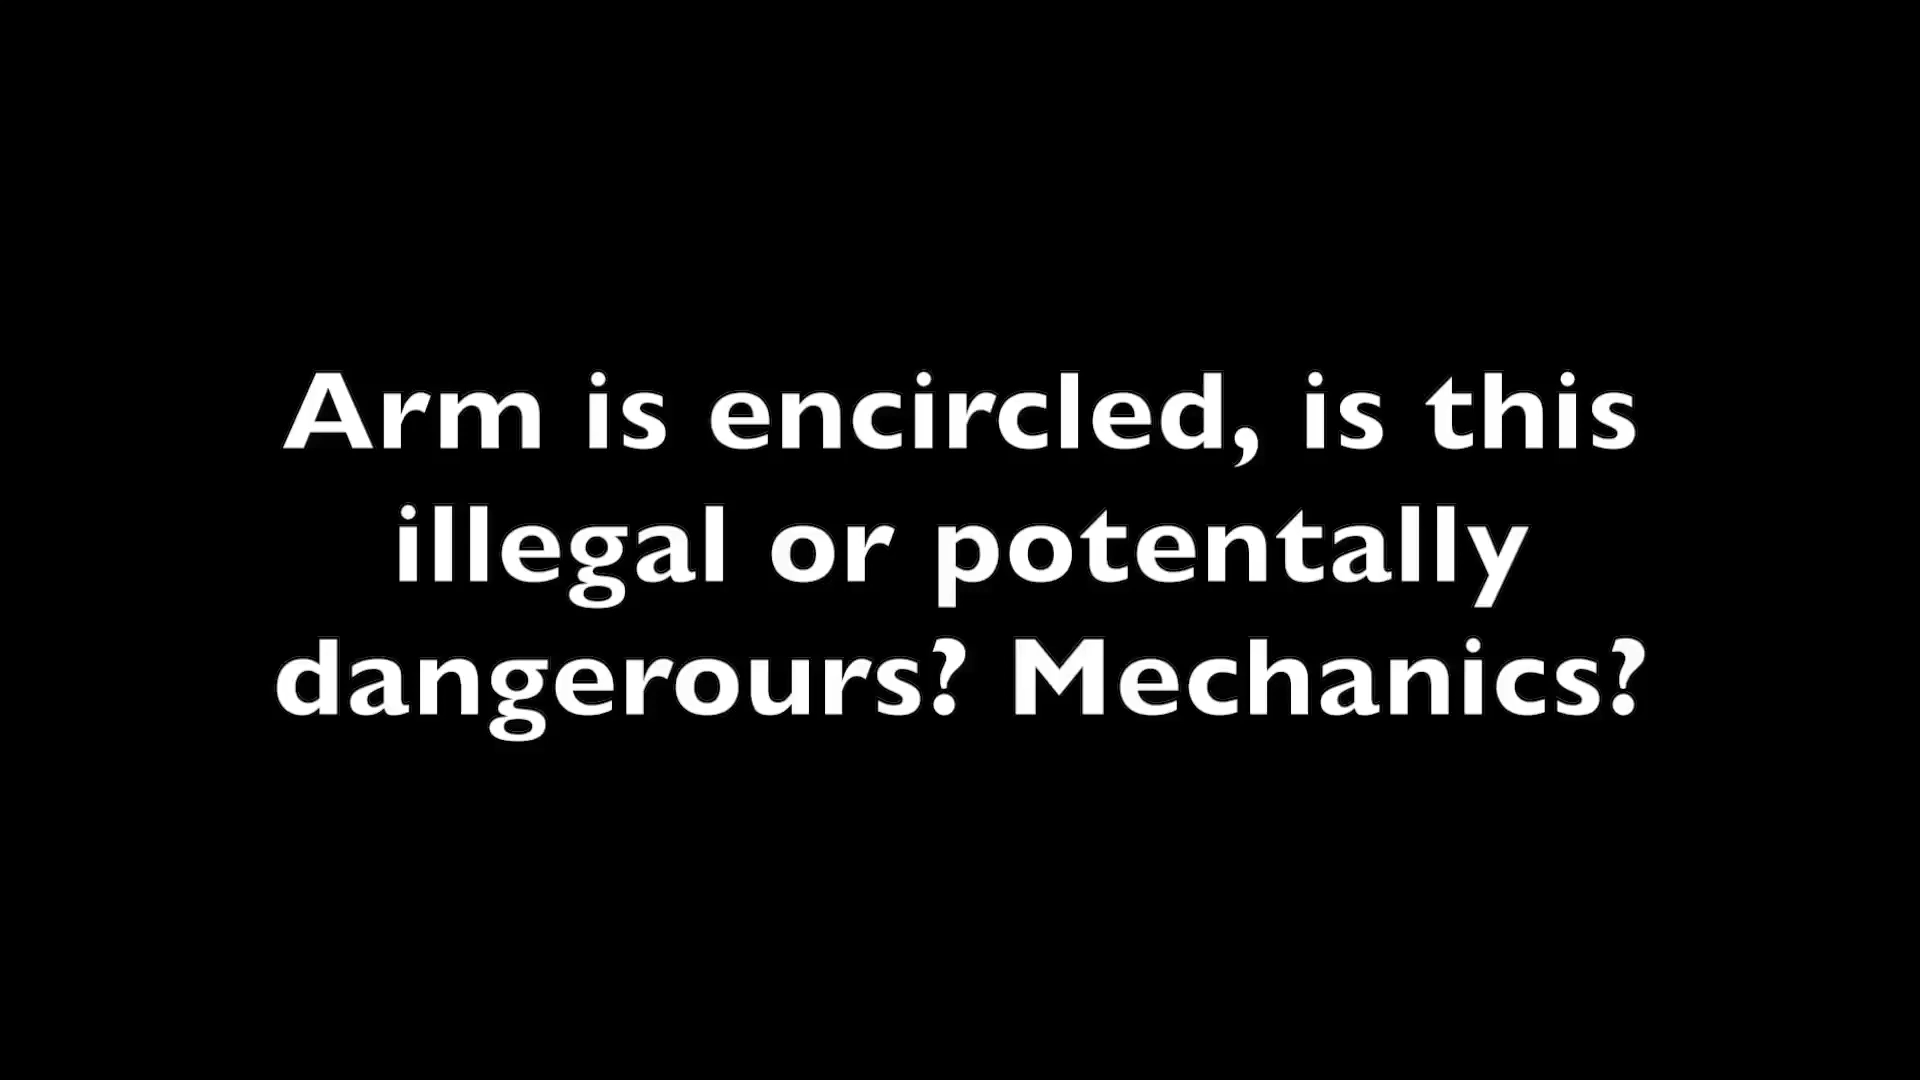 Arm is encircled, is this
illegal or potentally
dangerours? Mechanics?